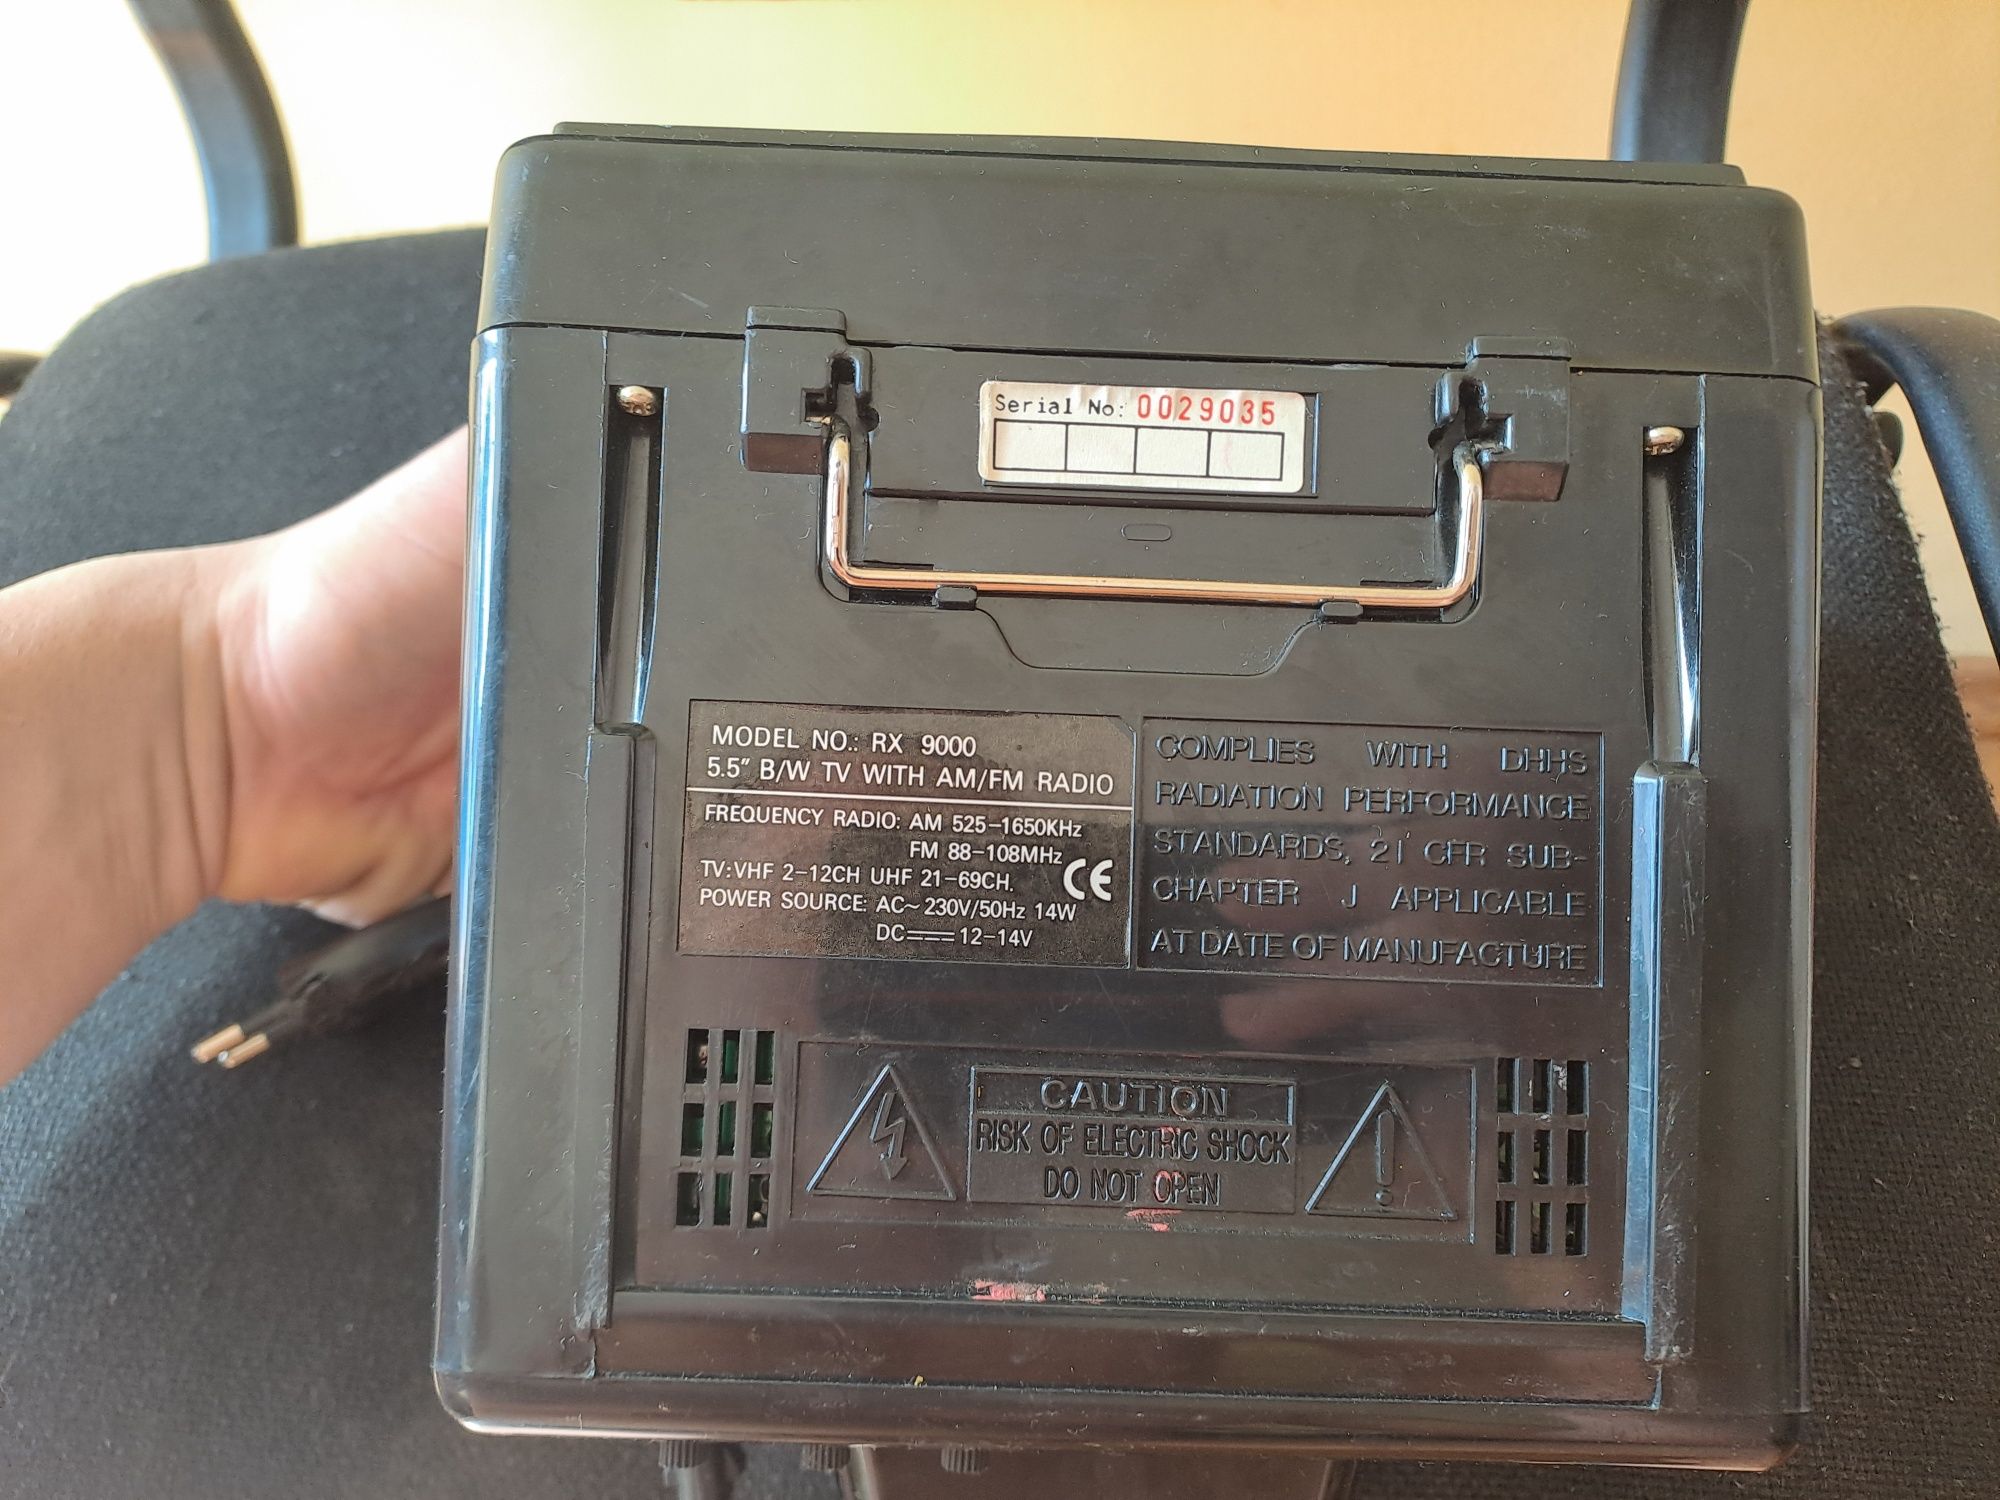 Serial No: 0029035
MODEL NO.: RX 9000
5.5" B/W TV WITH AM/FM RADIO
FREQUENCY RADIO: AM 525-1650KHz
FM 88-108MHz
TV: VHF 2-12CH UHF 21-69CH.
CE
POWER SOURCE: AC~ 230V/50Hz 14W
DC⎓ 12-14V
COMPLIES WITH DHHS
RADIATION PERFORMANCE
STANDARDS, 21 CFR SUB-
CHAPTER J APPLICABLE
AT DATE OF MANUFACTURE
CAUTION
RISK OF ELECTRIC SHOCK
DO NOT OPEN